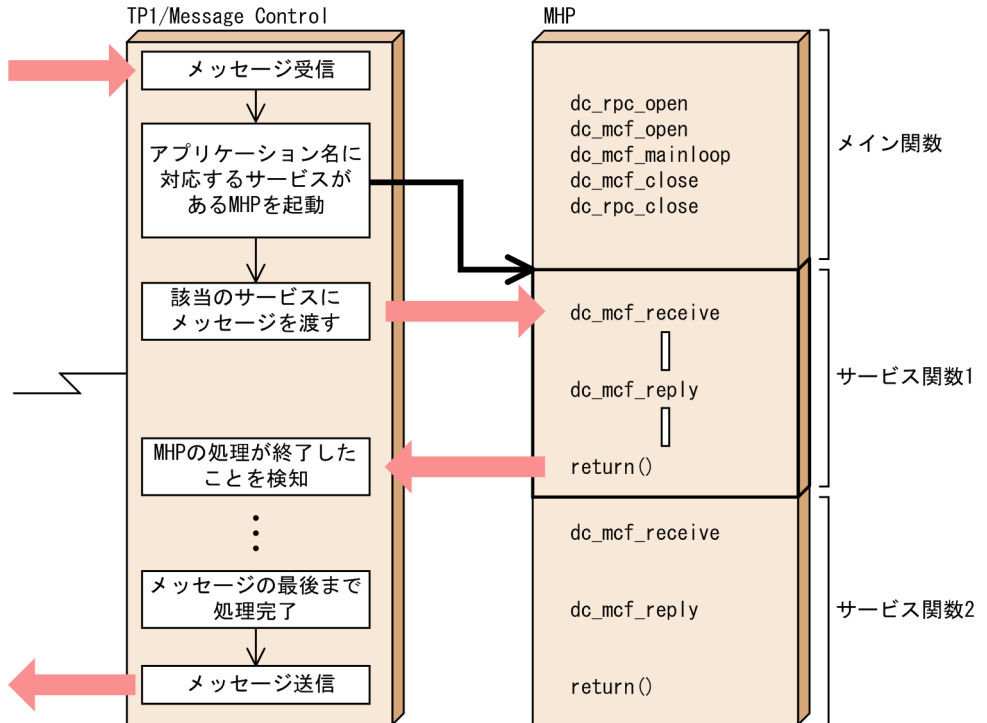 TP1/Message Control
メッセージ受信
アプリケーション名に
対応するサービスが
あるMHPを起動
該当のサービスに
メッセージを渡す
MHPの処理が終了した
ことを検知
メッセージの最後まで
処理完了
メッセージ送信
MHP
dc_rpc_open
dc_mcf_open
dc_mcf_mainloop
dc_mcf_close
dc_rpc_close
メイン関数
dc_mcf_receive
dc_mcf_reply
return()
サービス関数1
dc_mcf_receive
dc_mcf_reply
return()
サービス関数2